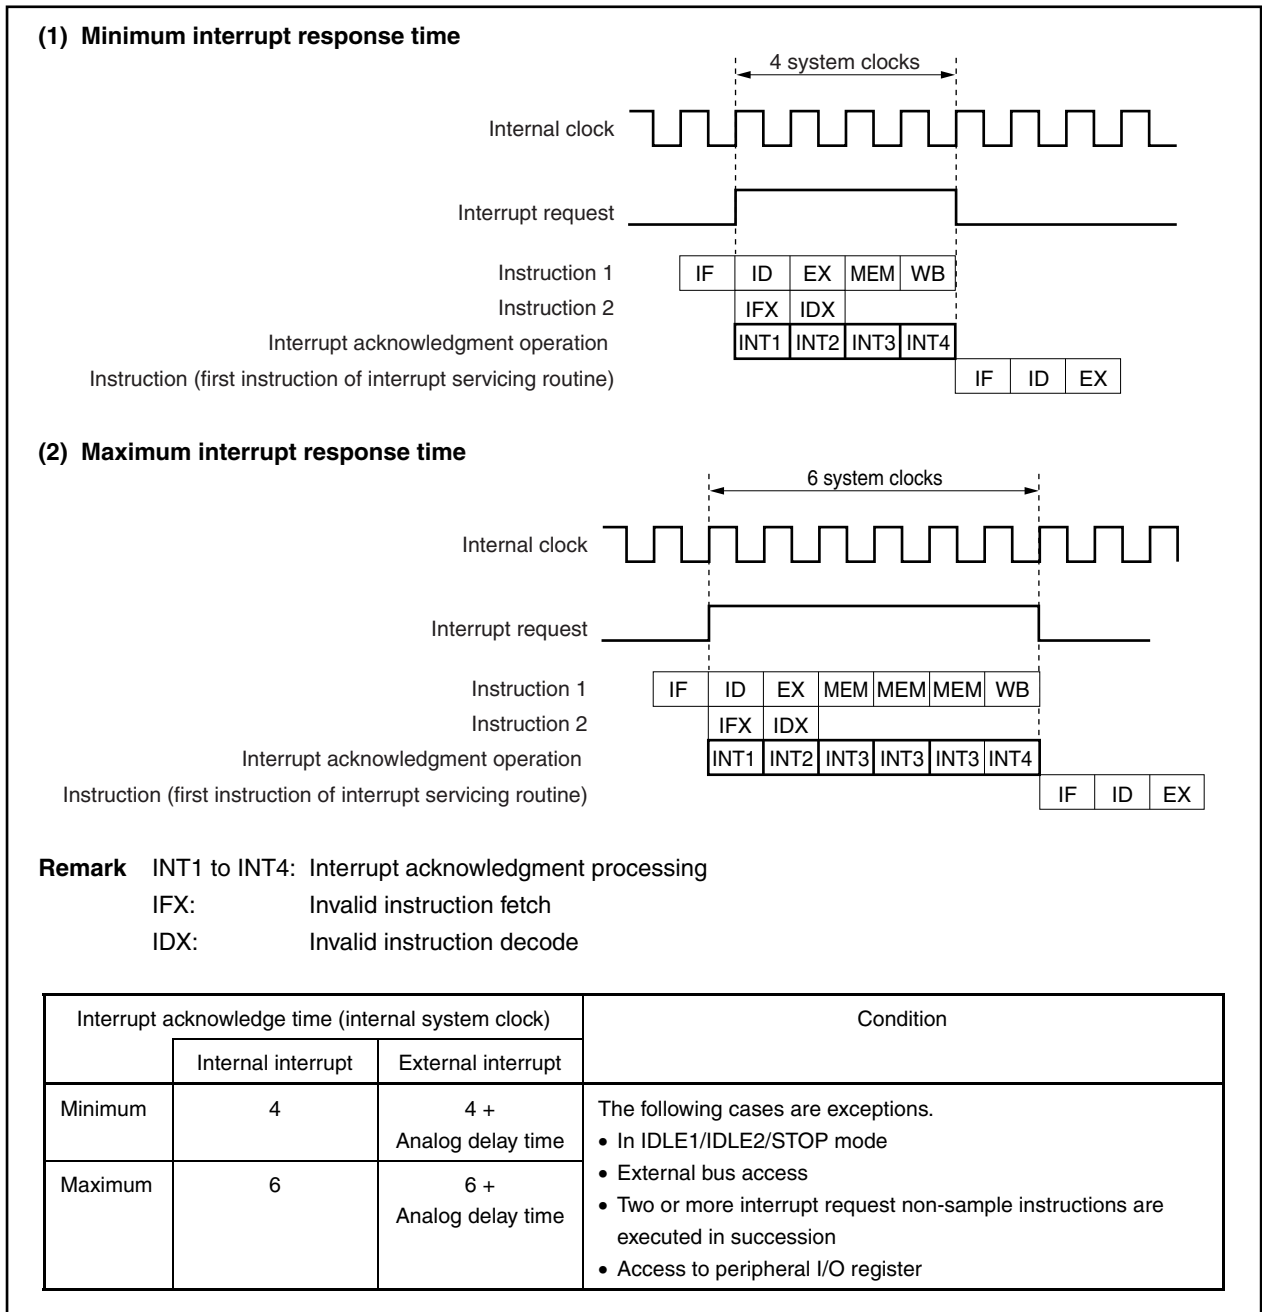 (1) Minimum interrupt response time
4 system clocks
Internal clock
Interrupt request
Instruction 1 IF ID EX MEM WB
Instruction 2 IFX IDX
Interrupt acknowledgment operation INT1 INT2 INT3 INT4
Instruction (first instruction of interrupt servicing routine) IF ID EX
(2) Maximum interrupt response time
6 system clocks
Internal clock
Interrupt request
Instruction 1 IF ID EX MEM MEM MEM WB
Instruction 2 IFX IDX
Interrupt acknowledgment operation INT1 INT2 INT3 INT3 INT3 INT4
Instruction (first instruction of interrupt servicing routine) IF ID EX
Remark INT1 to INT4: Interrupt acknowledgment processing
IFX: Invalid instruction fetch
IDX: Invalid instruction decode
Interrupt acknowledge time (internal system clock) Condition
Internal interrupt External interrupt
Minimum 4 4 +
Analog delay time
Maximum 6 6 +
Analog delay time
The following cases are exceptions.
• In IDLE1/IDLE2/STOP mode
• External bus access
• Two or more interrupt request non-sample instructions are
executed in succession
• Access to peripheral I/O register